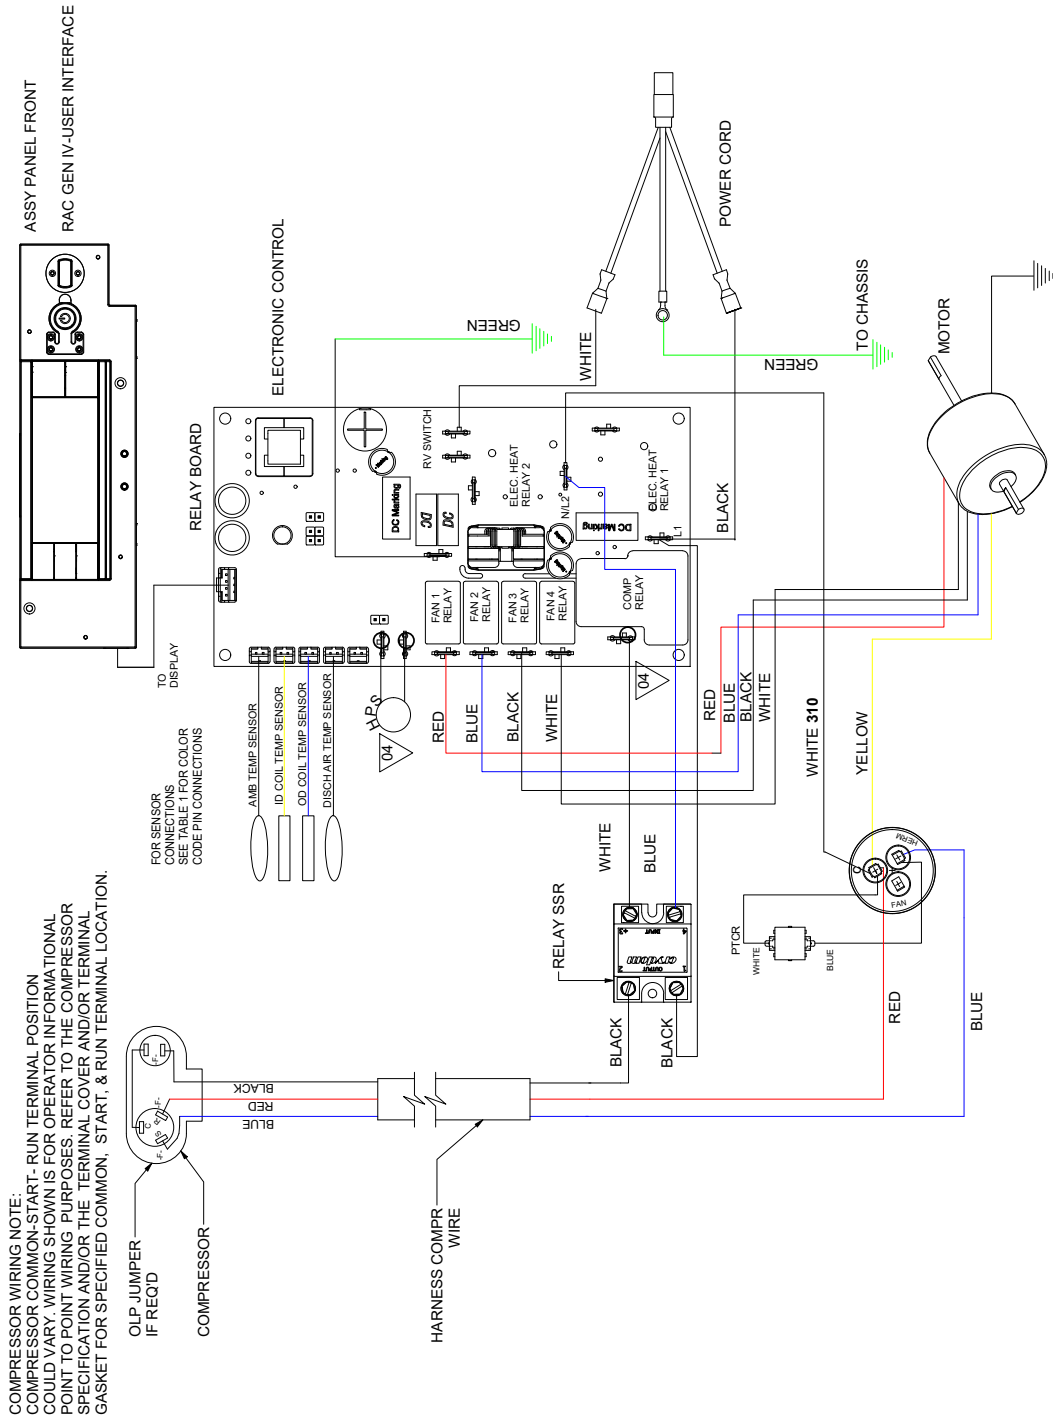 COMPRESSOR WIRING NOTE:
COMPRESSOR COMMON-START- RUN TERMINAL POSITION
COULD VARY. WIRING SHOWN IS FOR OPERATOR INFORMATIONAL
POINT TO POINT WIRING PURPOSES. REFER TO THE COMPRESSOR
SPECIFICATION AND/OR THE TERMINAL COVER AND/OR TERMINAL
GASKET FOR SPECIFIED COMMON, START, & RUN TERMINAL LOCATION.
OLP JUMPER
IF REQ'D
COMPRESSOR
C
R
S
-F-
-F-
-F-
BLACK
RED
BLUE
HARNESS COMPR
WIRE
ASSY PANEL FRONT
RAC GEN IV-USER INTERFACE
TO
DISPLAY
RELAY BOARD
ELECTRONIC CONTROL
FOR SENSOR
CONNECTIONS
SEE TABLE 1 FOR COLOR
CODE PIN CONNECTIONS
AMB TEMP SENSOR
ID COIL TEMP SENSOR
OD COIL TEMP SENSOR
DISCH AIR TEMP SENSOR
H.P.S
04
RED
BLUE
BLACK
WHITE
FAN 1
RELAY
FAN 2
RELAY
FAN 3
RELAY
FAN 4
RELAY
COMP
RELAY
04
DC Marking
DC
DC
DC Marking
RV SWITCH
ELEC. HEAT
RELAY 2
N/L2
ELEC. HEAT
RELAY 1
L1
GREEN
WHITE
BLACK
POWER CORD
GREEN
TO CHASSIS
MOTOR
RED
BLUE
BLACK
WHITE
WHITE 310
YELLOW
WHITE
BLUE
RELAY SSR
+3
INPUT
4
2
OUTPUT
1
crydom
BLACK
BLACK
PTCR
WHITE
BLUE
C
HERM
FAN
RED
BLUE